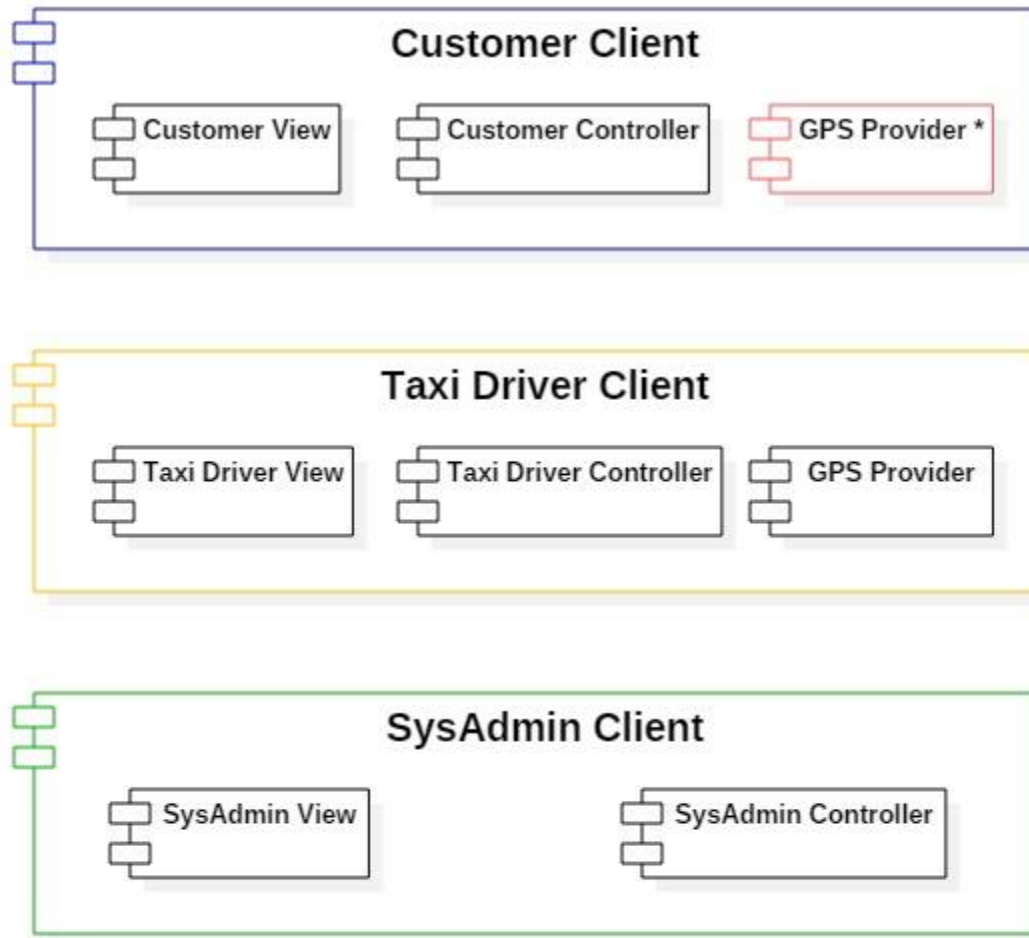 Customer Client
Customer View
Customer Controller
GPS Provider *
Taxi Driver Client
Taxi Driver View
Taxi Driver Controller
GPS Provider
SysAdmin Client
SysAdmin View
SysAdmin Controller